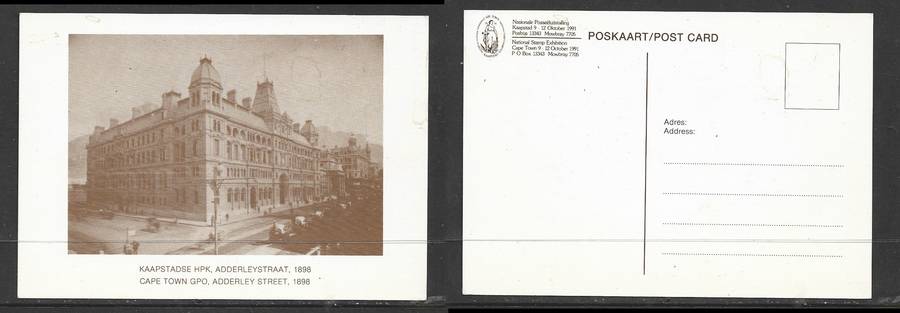 KAAPSTADSE HPK, ADDERLEYSTRAAT, 1898
CAPE TOWN GPO, ADDERLEY STREET, 1898
Nasionale Posseëluitstalling
Kaapstad 9 - 12 Oktober 1991
Posbus 13343 Mowbray 7705
National Stamp Exhibition
Cape Town 9 - 12 October 1991
P O Box 13343 Mowbray 7705
POSKAART/POST CARD
Adres:
Address: